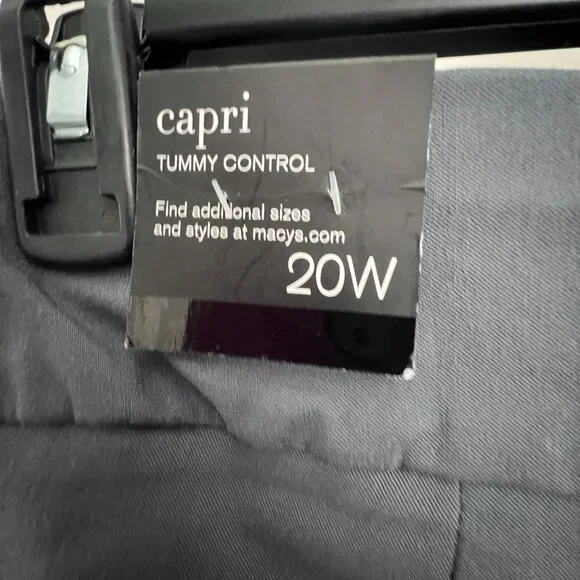 capri
TUMMY CONTROL
Find additional sizes
and styles at macys.com
20W